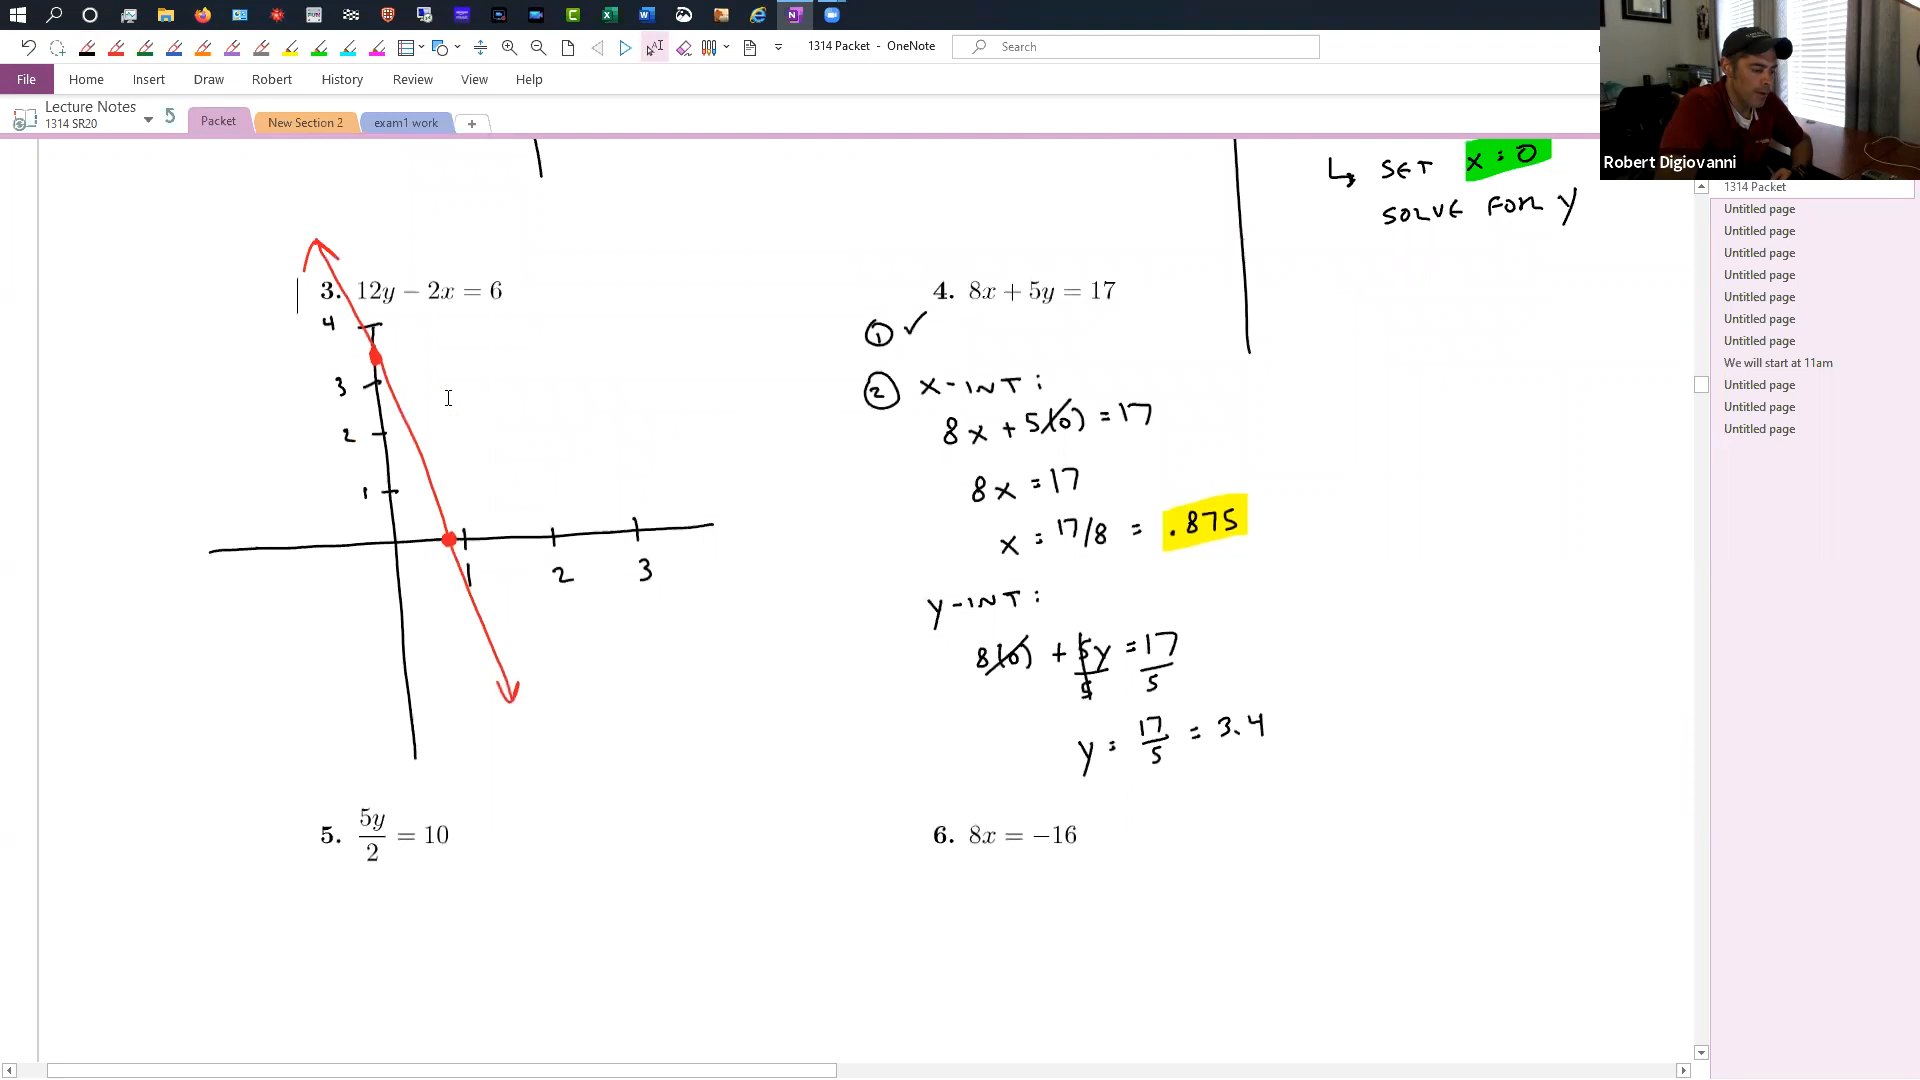 1314 Packet - OneNote
Search
File Home Insert Draw Robert History Review View Help
Lecture Notes
1314 SR20
Packet New Section 2 exam1 work +
Robert Digiovanni
1314 Packet
Untitled page
Untitled page
Untitled page
Untitled page
Untitled page
Untitled page
Untitled page
We will start at 11am
Untitled page
Untitled page
Untitled page
SET x = 0
SOLVE FOR y
3. 12y − 2x = 6
4
3
2
1
1 2 3
4. 8x + 5y = 17
① ✓
② X-INT:
8x + 5(0) = 17
8x = 17
x = 17/8 = .875
y-INT:
8(0) + 5y/5 = 17/5
y = 17/5 = 3.4
5. 5y/2 = 10
6. 8x = −16